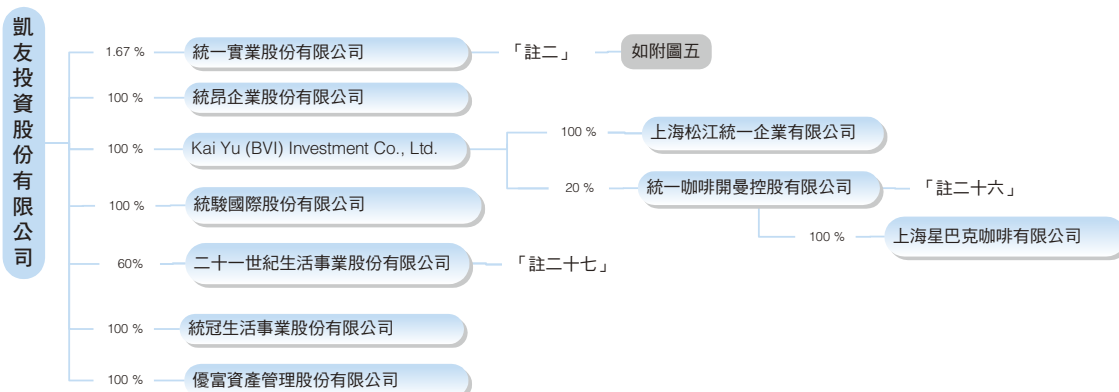 凱友投資股份有限公司
1.67 % 統一實業股份有限公司 「註二」 如附圖五
100 % 統昂企業股份有限公司
100 % Kai Yu (BVI) Investment Co., Ltd.
100 % 上海松江統一企業有限公司
20 % 統一咖啡開曼控股有限公司 「註二十六」
100 % 上海星巴克咖啡有限公司
100 % 統駿國際股份有限公司
60% 二十一世紀生活事業股份有限公司 「註二十七」
100 % 統冠生活事業股份有限公司
100 % 優富資產管理股份有限公司